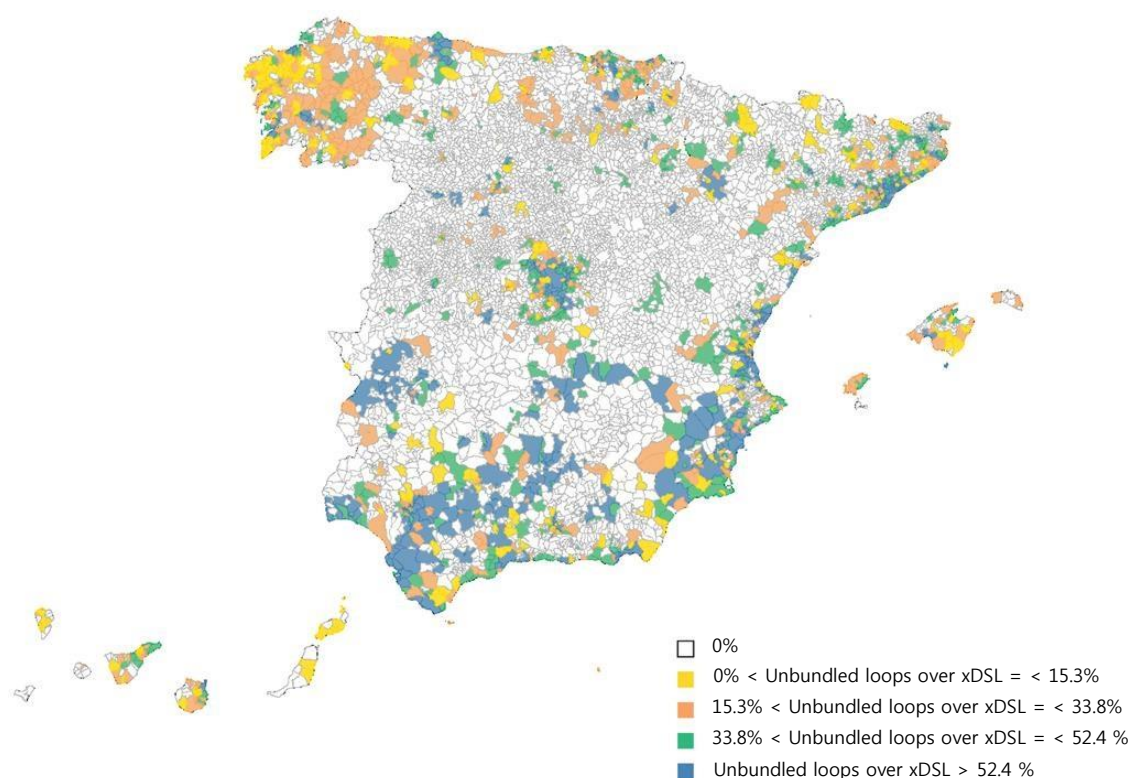 0%
0% < Unbundled loops over xDSL = < 15.3%
15.3% < Unbundled loops over xDSL = < 33.8%
33.8% < Unbundled loops over xDSL = < 52.4 %
Unbundled loops over xDSL > 52.4 %